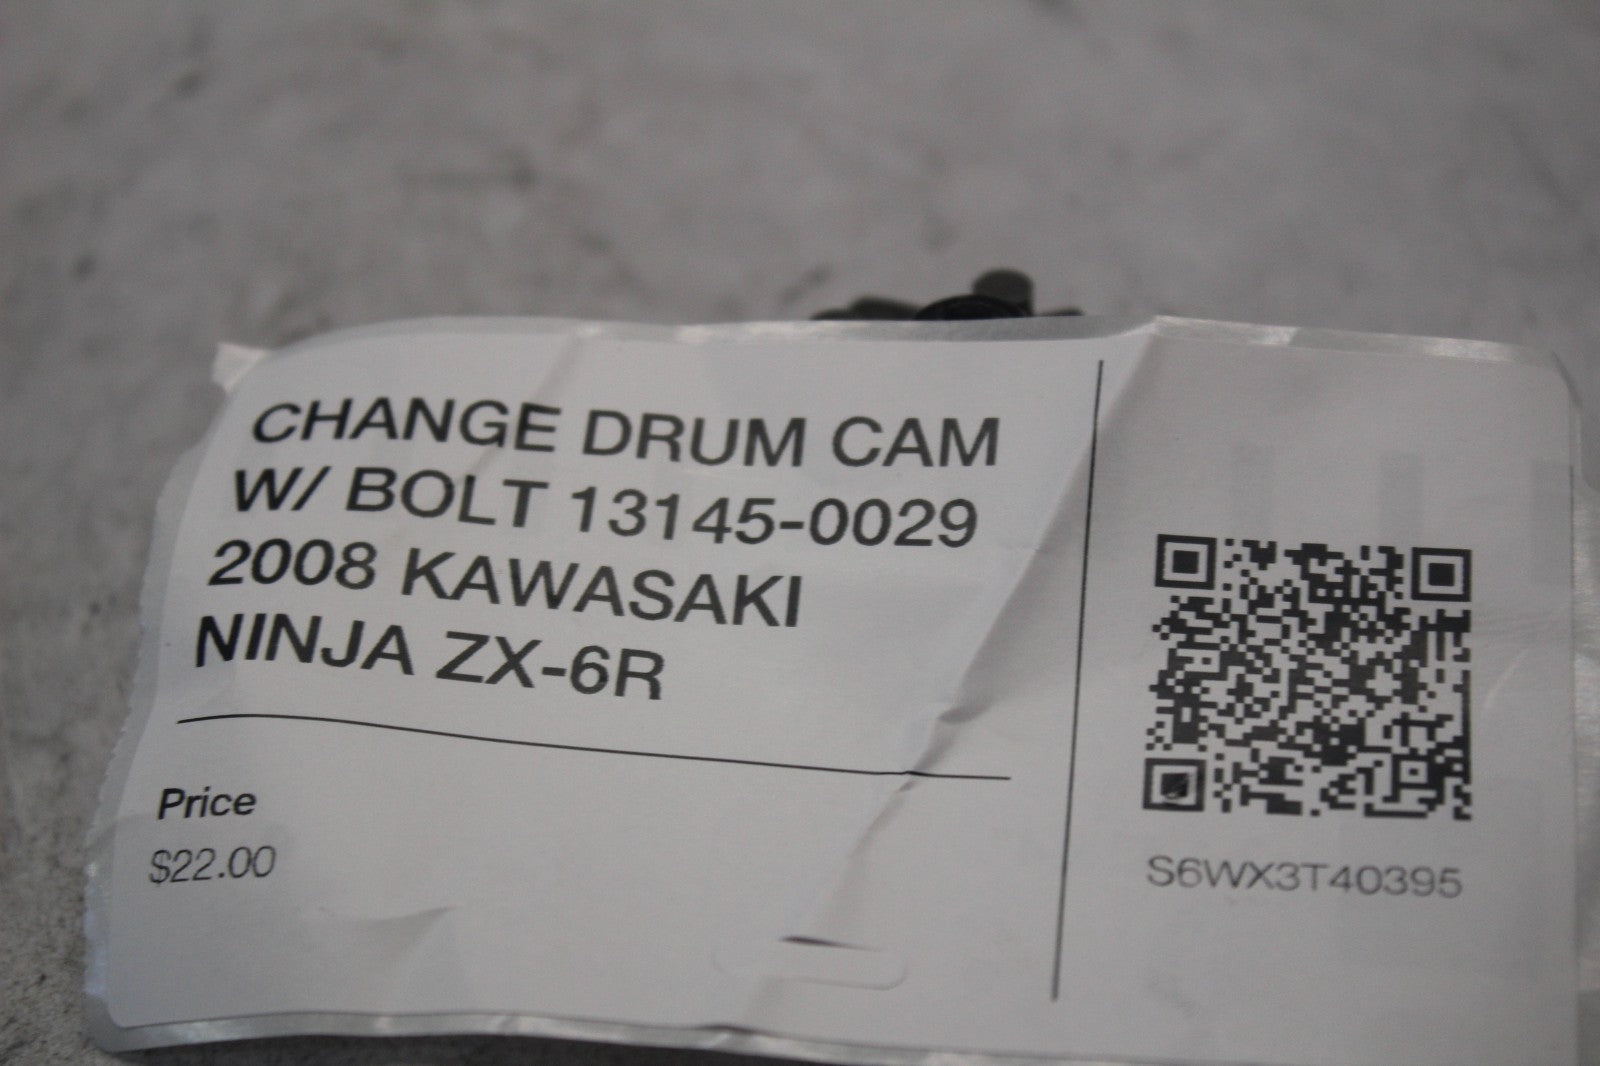 CHANGE DRUM CAM
W/ BOLT 13145-0029
2008 KAWASAKI
NINJA ZX-6R
Price
$22.00
S6WX3T40395